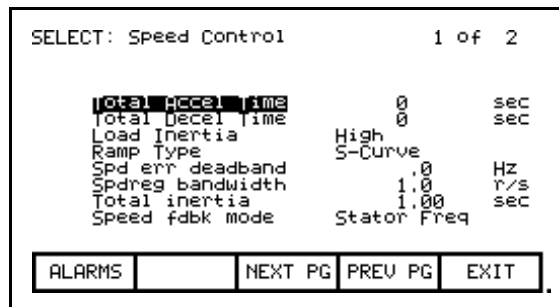 SELECT: Speed Control 1 of 2
Total Accel Time 0 sec
Total Decel Time 0 sec
Load Inertia High
Ramp Type S-Curve
Spd err deadband .0 Hz
Spdreg bandwidth 1.0 r/s
Total inertia 1.00 sec
Speed fdbk mode Stator Freq
ALARMS NEXT PG PREV PG EXIT